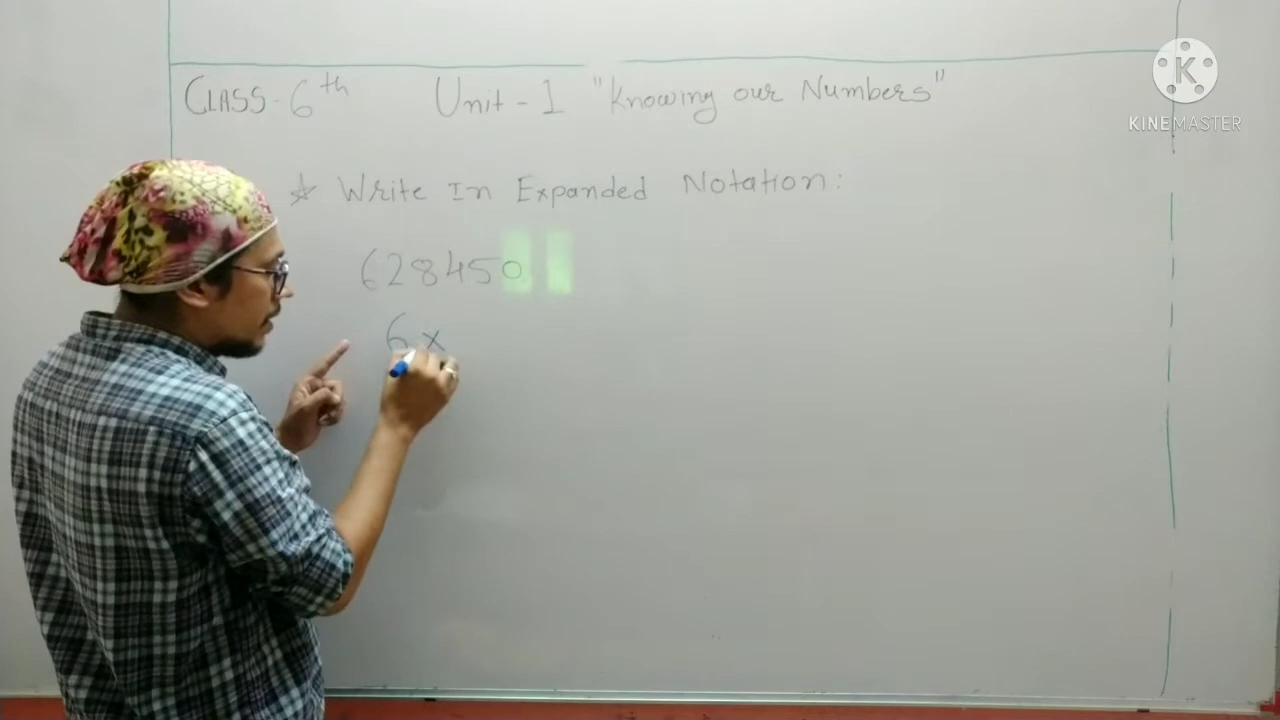 CLASS - 6th Unit - 1 "Knowing our Numbers"
K
KINEMASTER
☆ Write In Expanded Notation:
628450
6 x